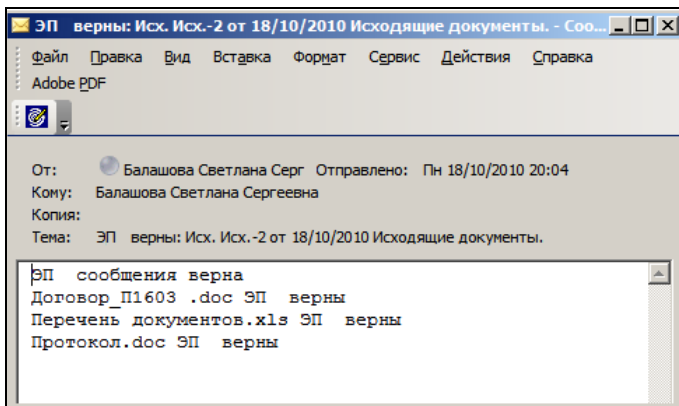 ЭП верны: Исх. Исх.-2 от 18/10/2010 Исходящие документы. - Соо...
Файл Правка Вид Вставка Формат Сервис Действия Справка
Adobe PDF
От: Балашова Светлана Серг Отправлено: Пн 18/10/2010 20:04
Кому: Балашова Светлана Сергеевна
Копия:
Тема: ЭП верны: Исх. Исх.-2 от 18/10/2010 Исходящие документы.
ЭП сообщения верна
Договор_П1603 .doc ЭП верны
Перечень документов.xls ЭП верны
Протокол.doc ЭП верны